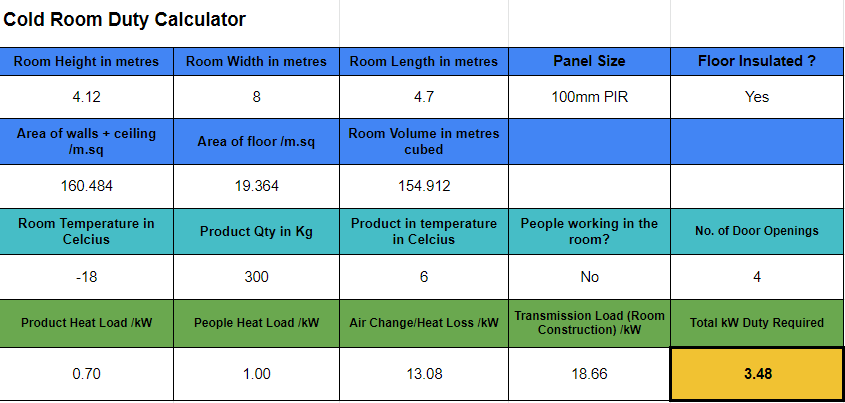 Cold Room Duty Calculator
Room Height in metres Room Width in metres Room Length in metres Panel Size Floor Insulated ?
4.12 8 4.7 100mm PIR Yes
Area of walls + ceiling /m.sq Area of floor /m.sq Room Volume in metres cubed
160.484 19.364 154.912
Room Temperature in Celcius Product Qty in Kg Product in temperature in Celcius People working in the room? No. of Door Openings
-18 300 6 No 4
Product Heat Load /kW People Heat Load /kW Air Change/Heat Loss /kW Transmission Load (Room Construction) /kW Total kW Duty Required
0.70 1.00 13.08 18.66 3.48